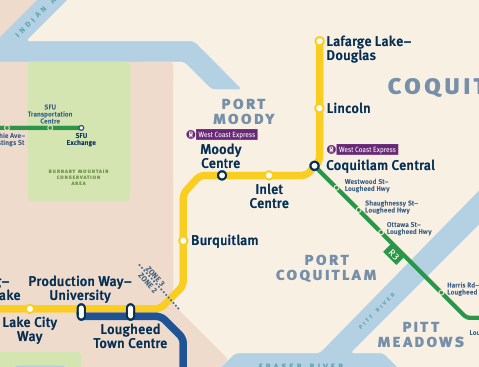 INDIAN A
Lafarge Lake–
Douglas
COQUIT
SFU
Transportation
Centre
PORT
MOODY
Lincoln
hie Ave–
stings St
SFU
Exchange
West Coast Express
Moody
Centre
West Coast Express
Coquitlam Central
BURNABY MOUNTAIN
CONSERVATION
AREA
Inlet
Centre
Westwood St–
Lougheed Hwy
Shaughnessy St–
Lougheed Hwy
Ottawa St–
Lougheed Hwy
Burquitlam
R3
PORT
COQUITLAM
ZONE 3
ZONE 2
Production Way–
University
ake
Harris Rd–
Lougheed
PITT RIVER
Lake City
Way
Lougheed
Town Centre
PITT
MEADOWS
Lou
FRASER RIVER